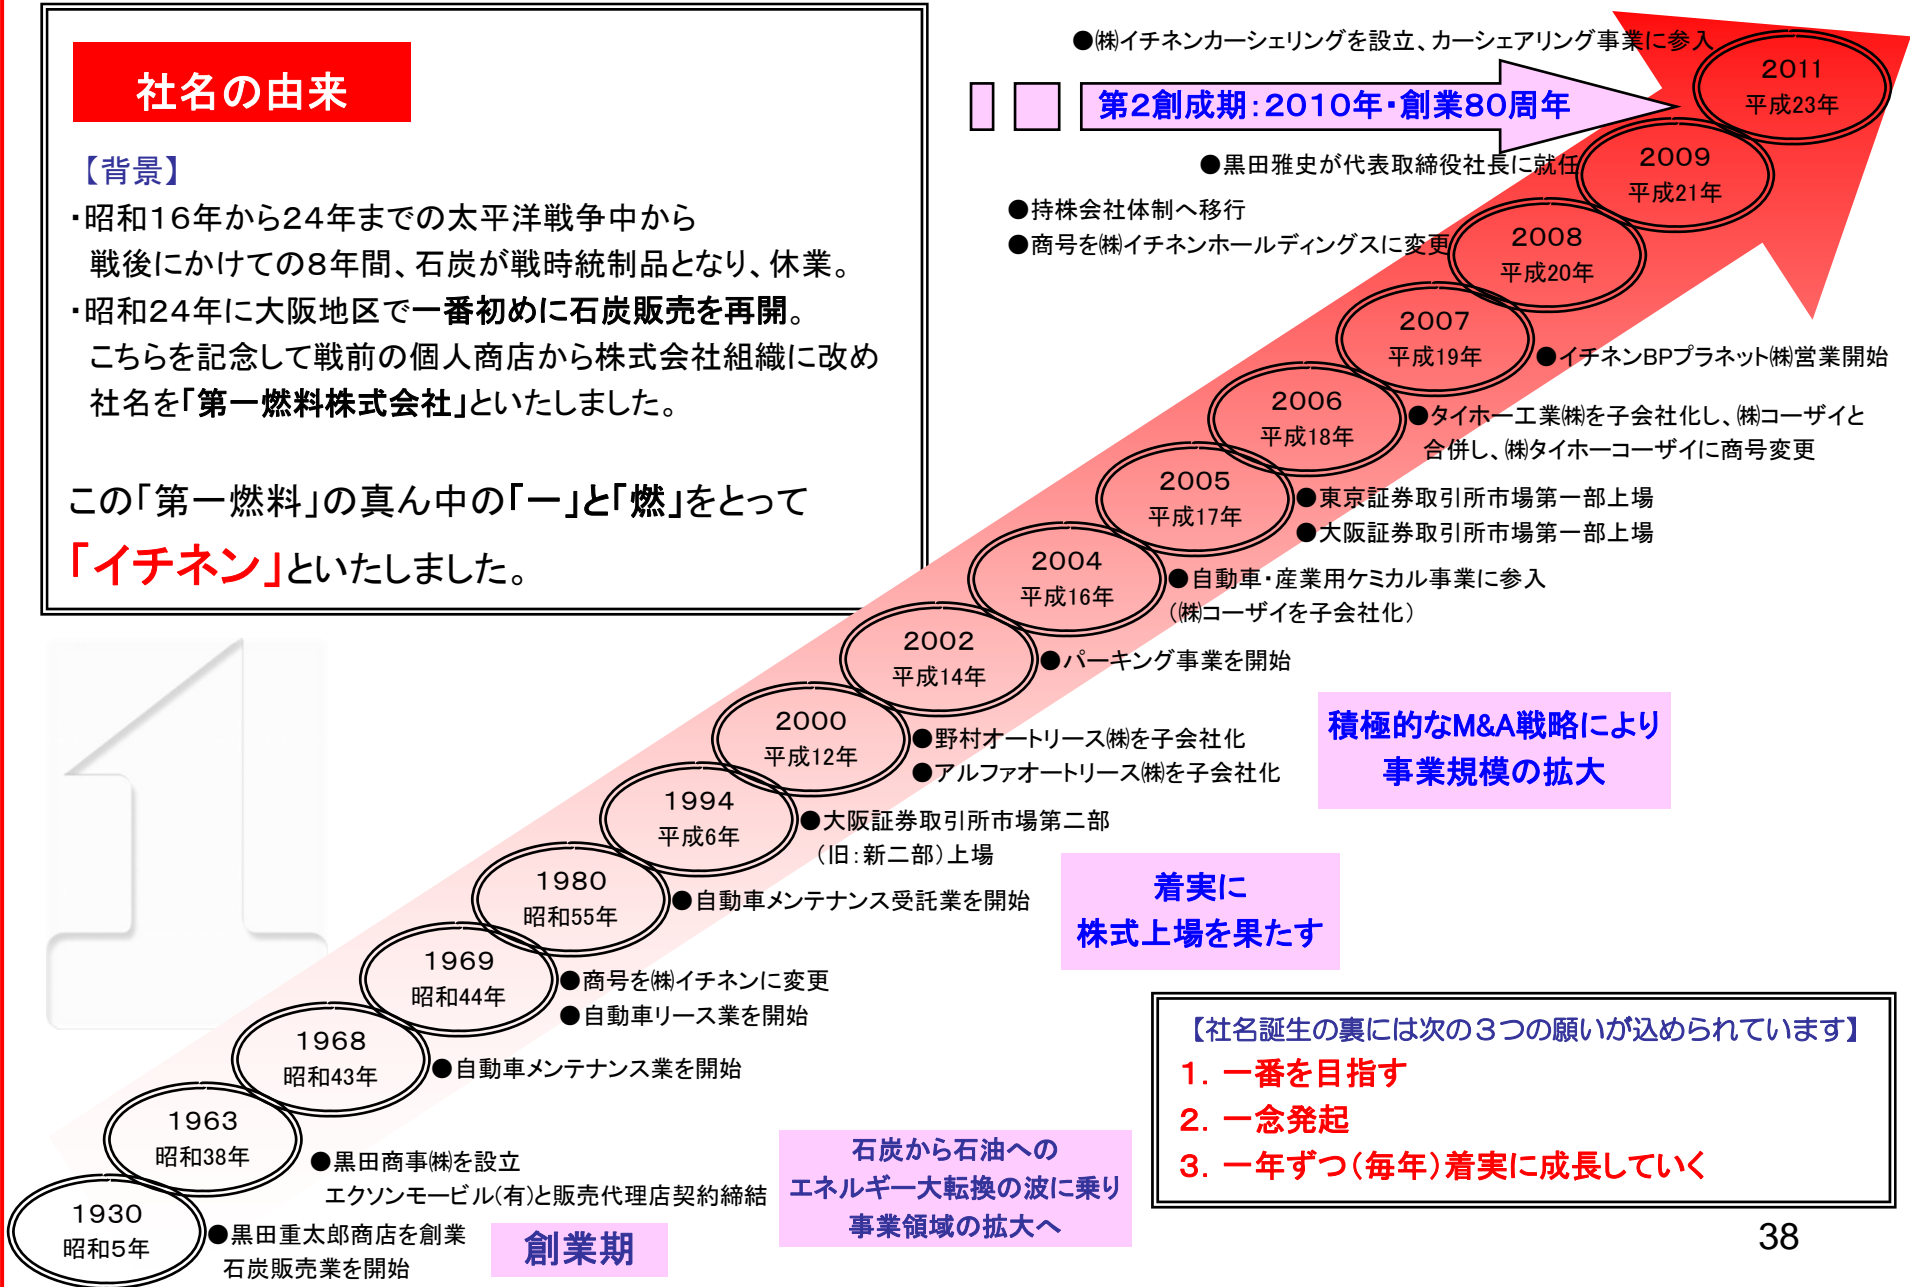 社名の由来
【背景】
・昭和16年から24年までの太平洋戦争中から
戦後にかけての8年間、石炭が戦時統制品となり、休業。
・昭和24年に大阪地区で一番初めに石炭販売を再開。
こちらを記念して戦前の個人商店から株式会社組織に改め
社名を「第一燃料株式会社」といたしました。
この「第一燃料」の真ん中の「一」と「燃」をとって
「イチネン」といたしました。
●㈱イチネンカーシェリングを設立、カーシェアリング事業に参入
2011
平成23年
第2創成期：2010年・創業80周年
●黒田雅史が代表取締役社長に就任
2009
平成21年
●持株会社体制へ移行
●商号を㈱イチネンホールディングスに変更
2008
平成20年
2007
平成19年
●イチネンBPプラネット㈱営業開始
2006
平成18年
●タイホー工業㈱を子会社化し、㈱コーザイと
合併し、㈱タイホーコーザイに商号変更
2005
平成17年
●東京証券取引所市場第一部上場
●大阪証券取引所市場第一部上場
2004
平成16年
●自動車・産業用ケミカル事業に参入
（㈱コーザイを子会社化）
2002
平成14年
●パーキング事業を開始
2000
平成12年
●野村オートリース㈱を子会社化
●アルファオートリース㈱を子会社化
積極的なM&A戦略により
事業規模の拡大
1994
平成6年
●大阪証券取引所市場第二部
（旧：新二部）上場
1980
昭和55年
●自動車メンテナンス受託業を開始
着実に
株式上場を果たす
1969
昭和44年
●商号を㈱イチネンに変更
●自動車リース業を開始
1968
昭和43年
●自動車メンテナンス業を開始
1963
昭和38年
●黒田商事㈱を設立
エクソンモービル(有)と販売代理店契約締結
1930
昭和5年
●黒田重太郎商店を創業
石炭販売業を開始
創業期
石炭から石油への
エネルギー大転換の波に乗り
事業領域の拡大へ
【社名誕生の裏には次の3つの願いが込められています】
1. 一番を目指す
2. 一念発起
3. 一年ずつ（毎年）着実に成長していく
1
38